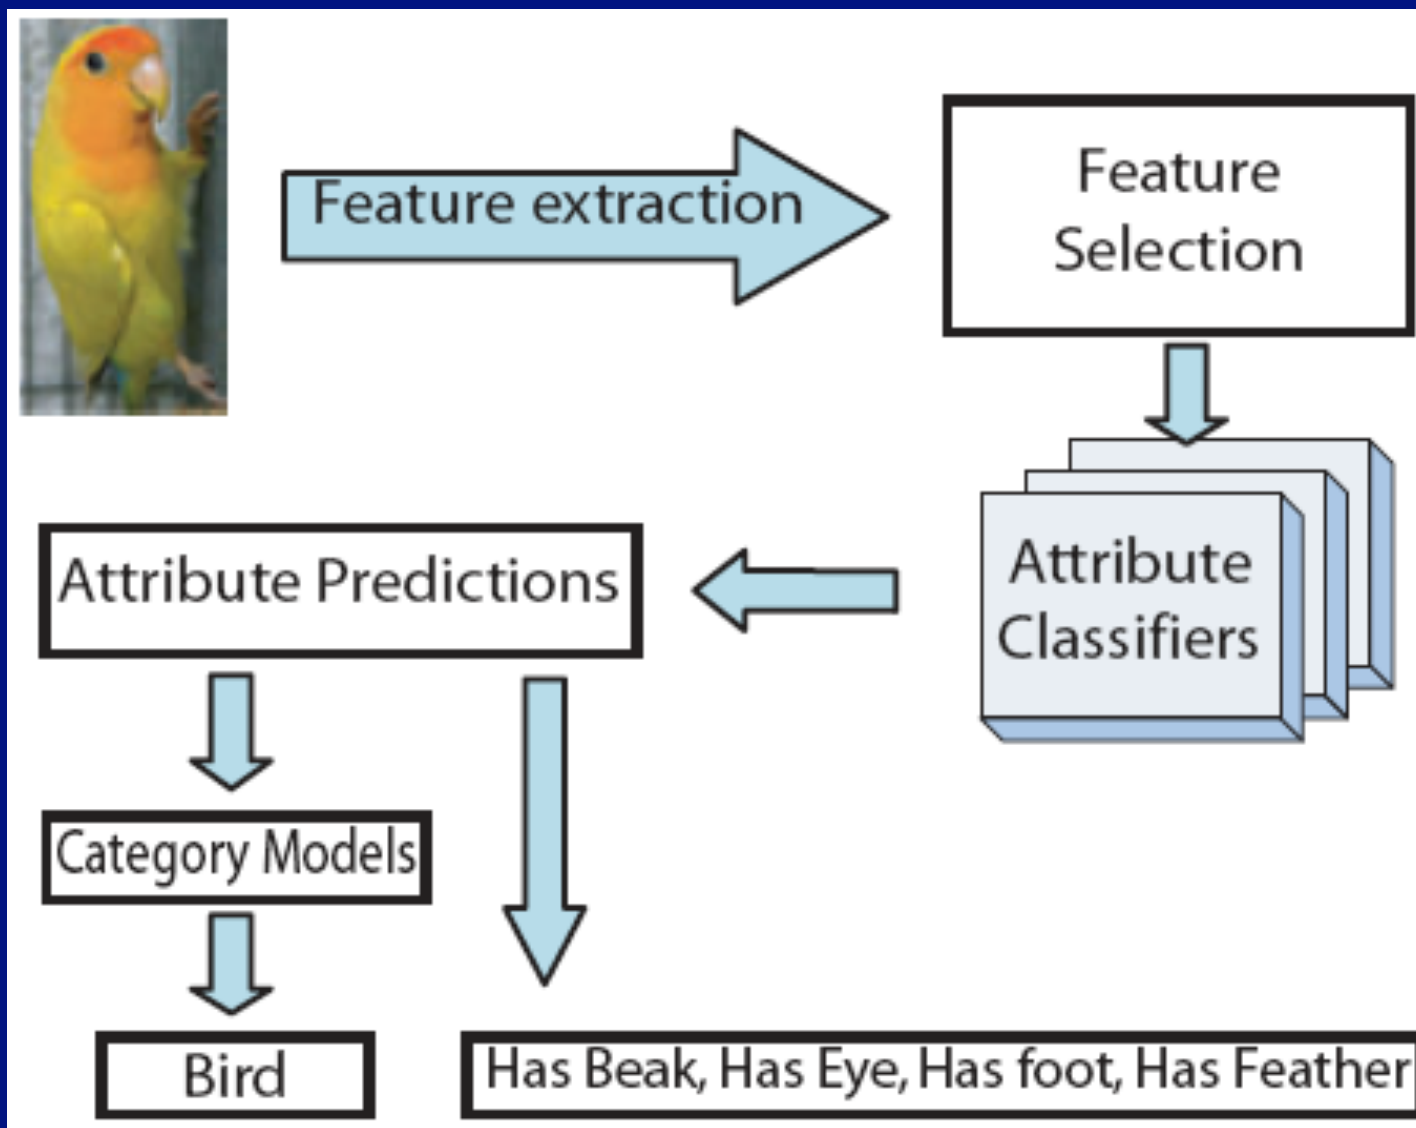 Feature extraction
Feature
Selection
Attribute
Classifiers
Attribute Predictions
Category Models
Bird
Has Beak, Has Eye, Has foot, Has Feather